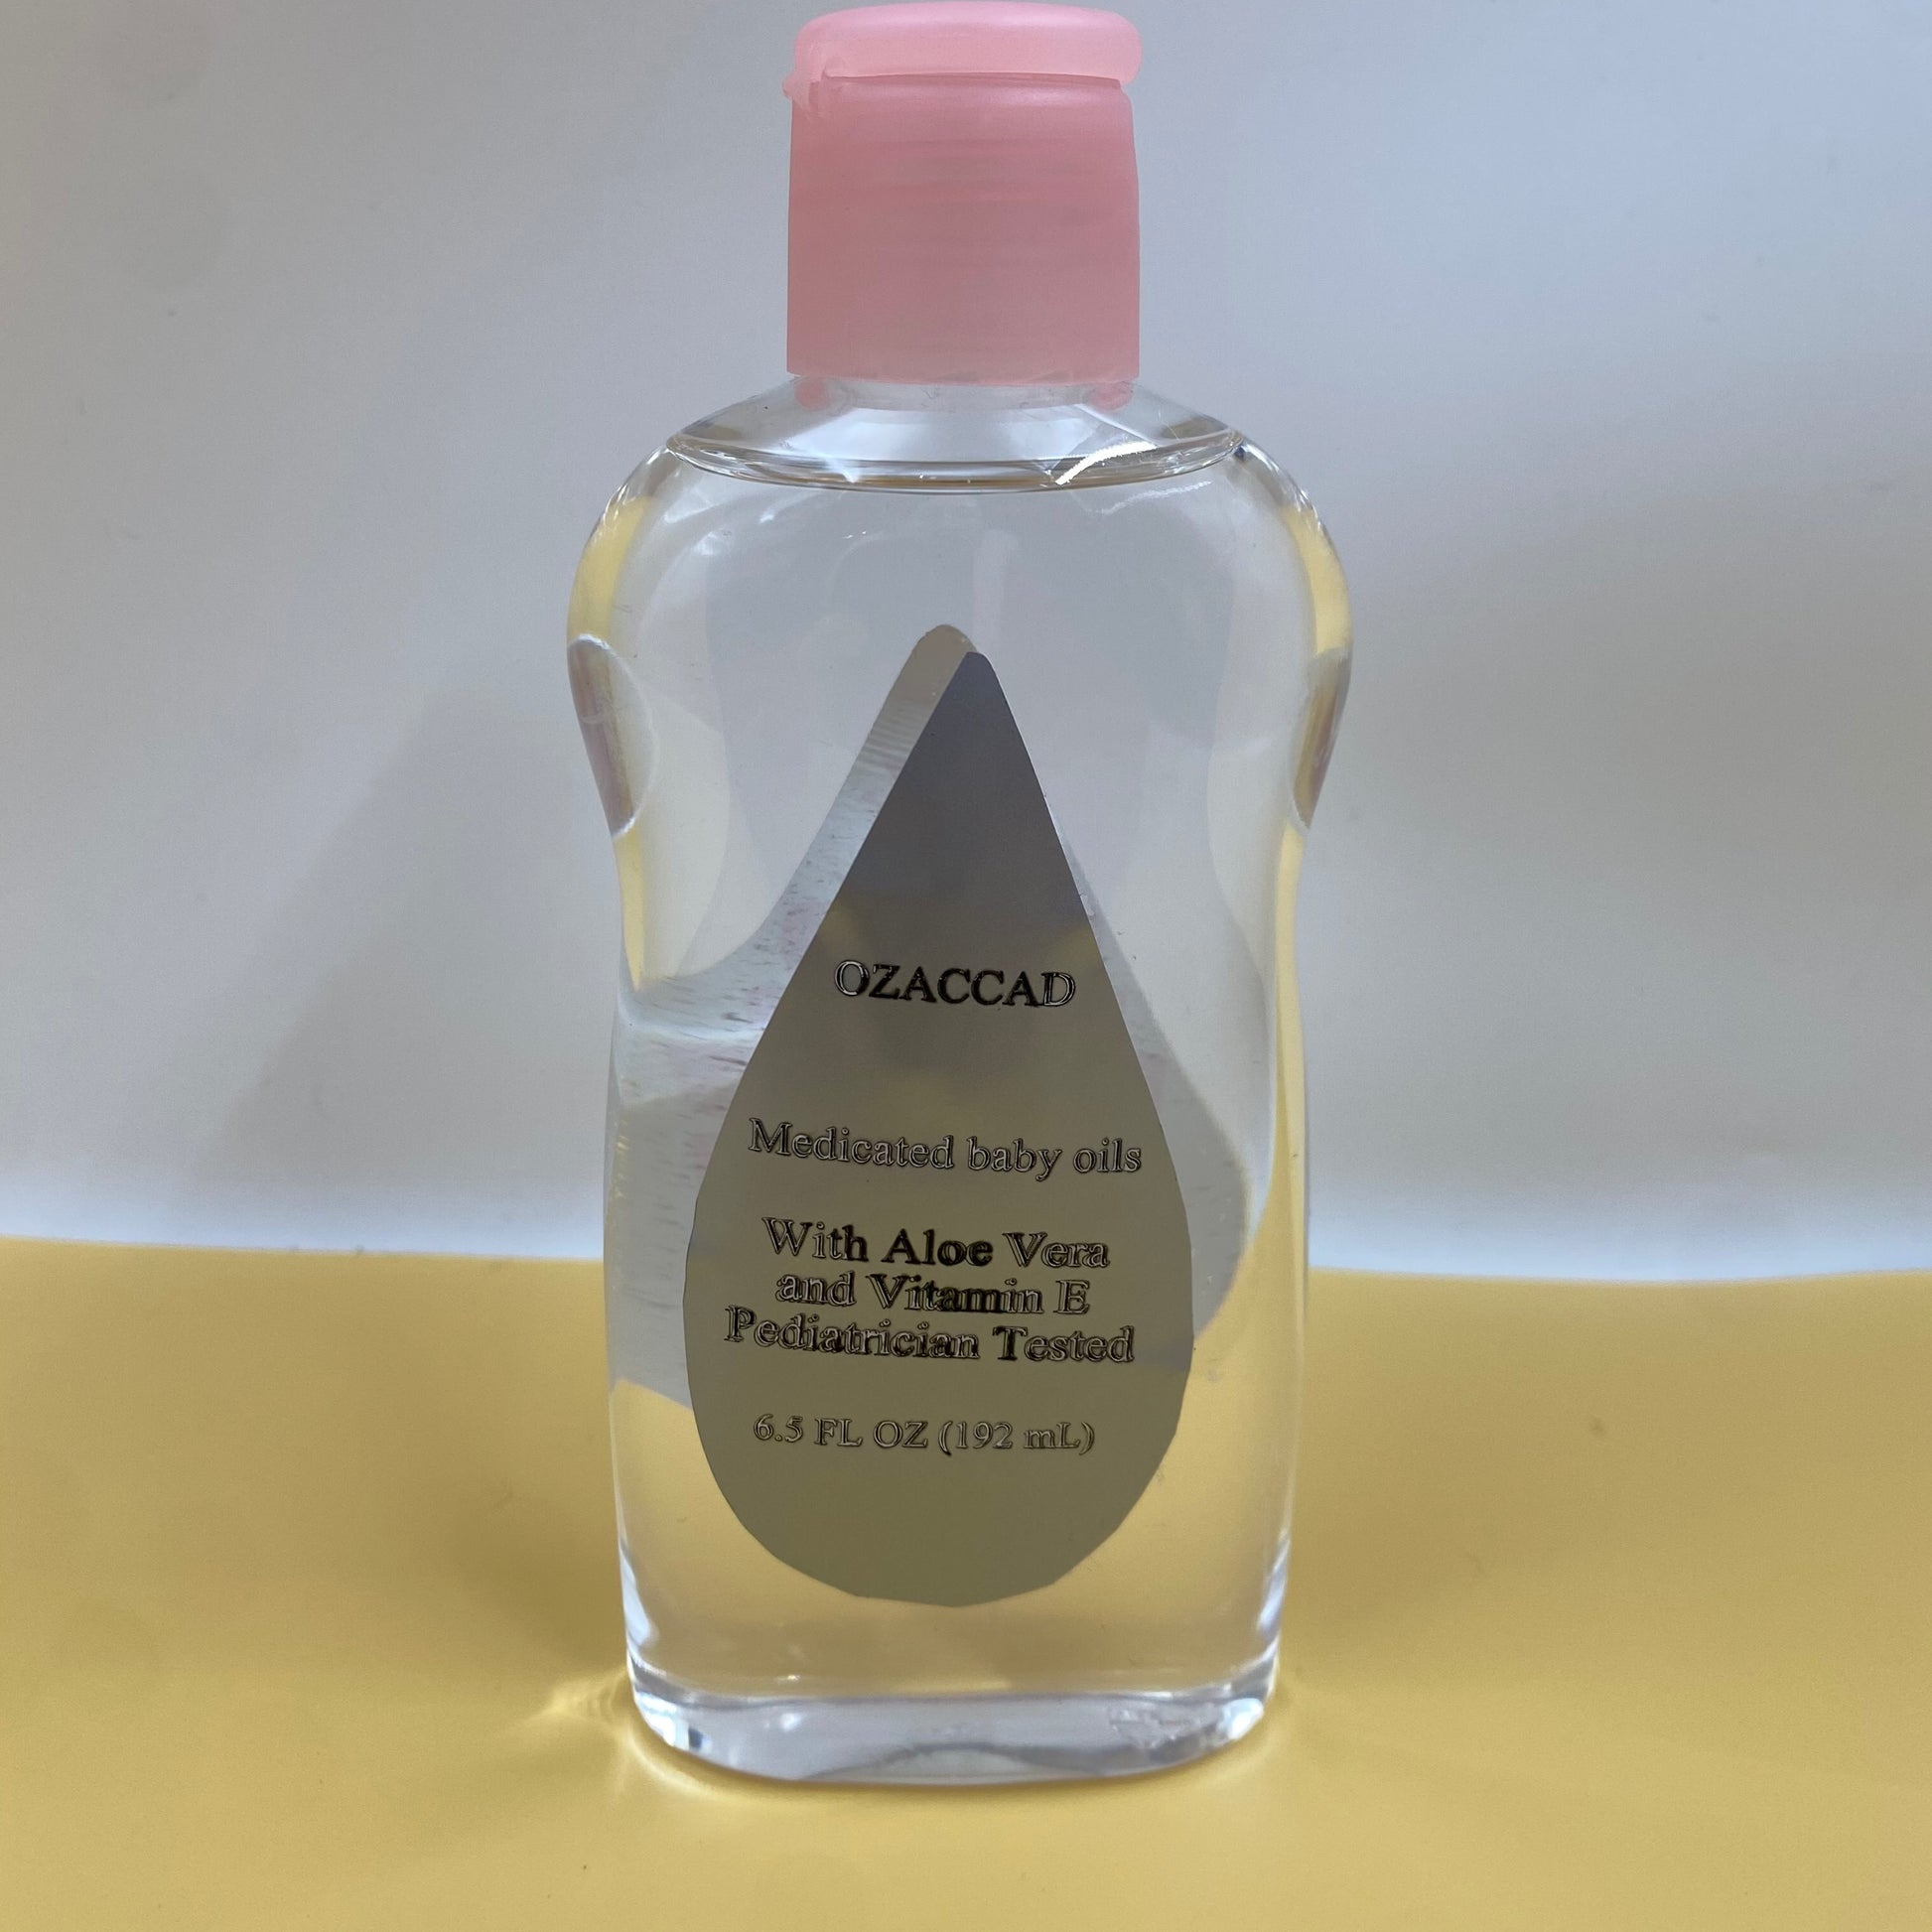 OZACCAD
Medicated baby oils
With Aloe Vera
and Vitamin E
Pediatrician Tested
6.5 FL OZ (192 mL)